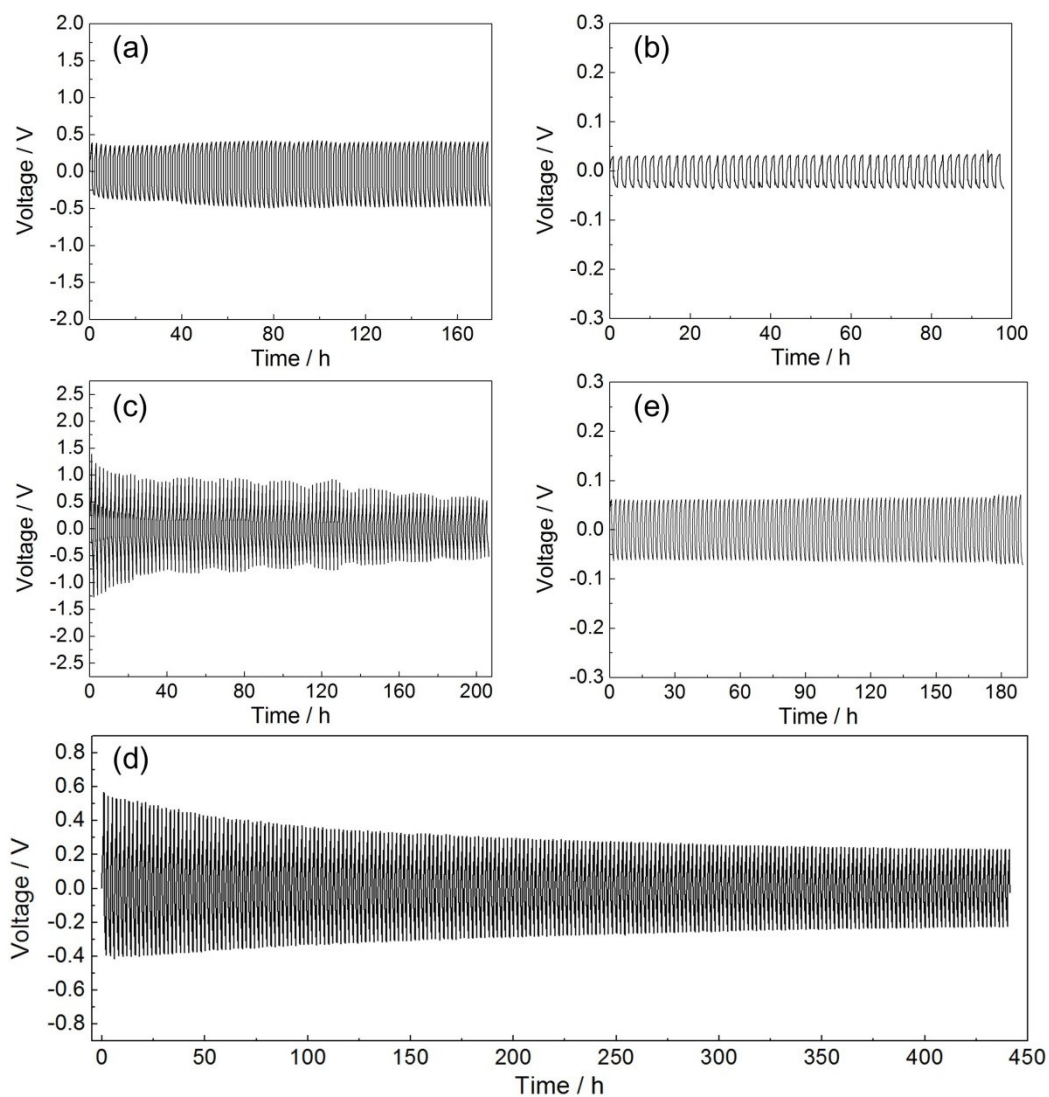 (a)
2.0
1.5
1.0
0.5
0.0
-0.5
-1.0
-1.5
-2.0
Voltage / V
0 40 80 120 160
Time / h
(b)
0.3
0.2
0.1
0.0
-0.1
-0.2
-0.3
Voltage / V
0 20 40 60 80 100
Time / h
(c)
2.5
2.0
1.5
1.0
0.5
0.0
-0.5
-1.0
-1.5
-2.0
-2.5
Voltage / V
0 40 80 120 160 200
Time / h
(e)
0.3
0.2
0.1
0.0
-0.1
-0.2
-0.3
Voltage / V
0 30 60 90 120 150 180
Time / h
(d)
0.8
0.6
0.4
0.2
0.0
-0.2
-0.4
-0.6
-0.8
Voltage / V
0 50 100 150 200 250 300 350 400 450
Time / h